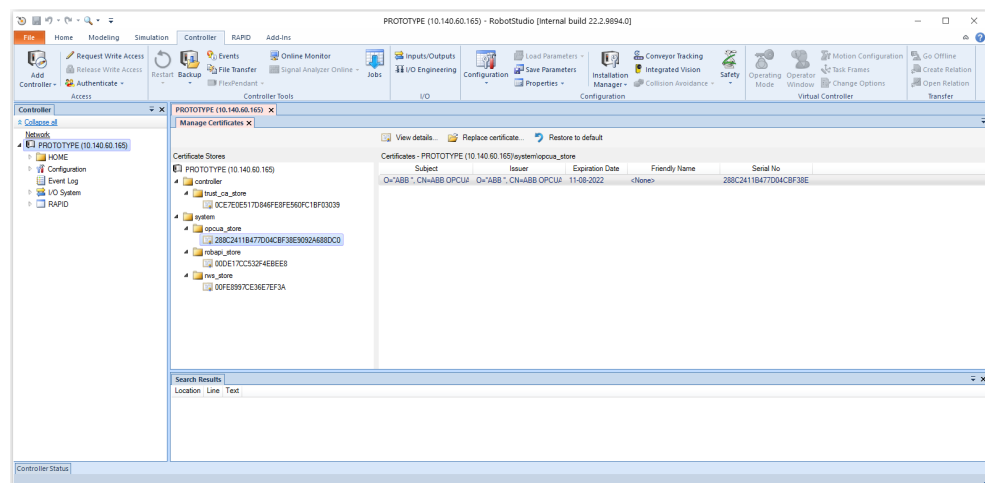 PROTOTYPE (10.140.60.165) - RobotStudio [Internal build 22.2.9894.0]
File Home Modeling Simulation Controller RAPID Add-Ins
Add Controller
Request Write Access
Release Write Access
Authenticate
Access
Restart
Backup
Events
File Transfer
FlexPendant
Online Monitor
Signal Analyzer Online
Jobs
Controller Tools
Inputs/Outputs
I/O Engineering
I/O
Configuration
Load Parameters
Save Parameters
Properties
Installation Manager
Conveyor Tracking
Integrated Vision
Collision Avoidance
Safety
Configuration
Operating Mode
Operator Window
Motion Configuration
Task Frames
Change Options
Virtual Controller
Go Offline
Create Relation
Open Relation
Transfer
Controller
Collapse all
Network
PROTOTYPE (10.140.60.165)
HOME
Configuration
Event Log
I/O System
RAPID
PROTOTYPE (10.140.60.165) X
Manage Certificates X
View details... Replace certificate... Restore to default
Certificate Stores
PROTOTYPE (10.140.60.165)
controller
trust_ca_store
0CE7E0E517D846FE8FE560FC1BF03039
system
opcua_store
288C2411B477D04CBF38E9092A688DC0
robapi_store
00DE17CC532F4EBEE8
rws_store
00FE8997CE36E7EF3A
Certificates - PROTOTYPE (10.140.60.165)\system\opcua_store
Subject Issuer Expiration Date Friendly Name Serial No
O="ABB ", CN=ABB OPCUA O="ABB ", CN=ABB OPCUA 11-08-2022 <None> 288C2411B477D04CBF38E
Search Results
Location Line Text
Controller Status